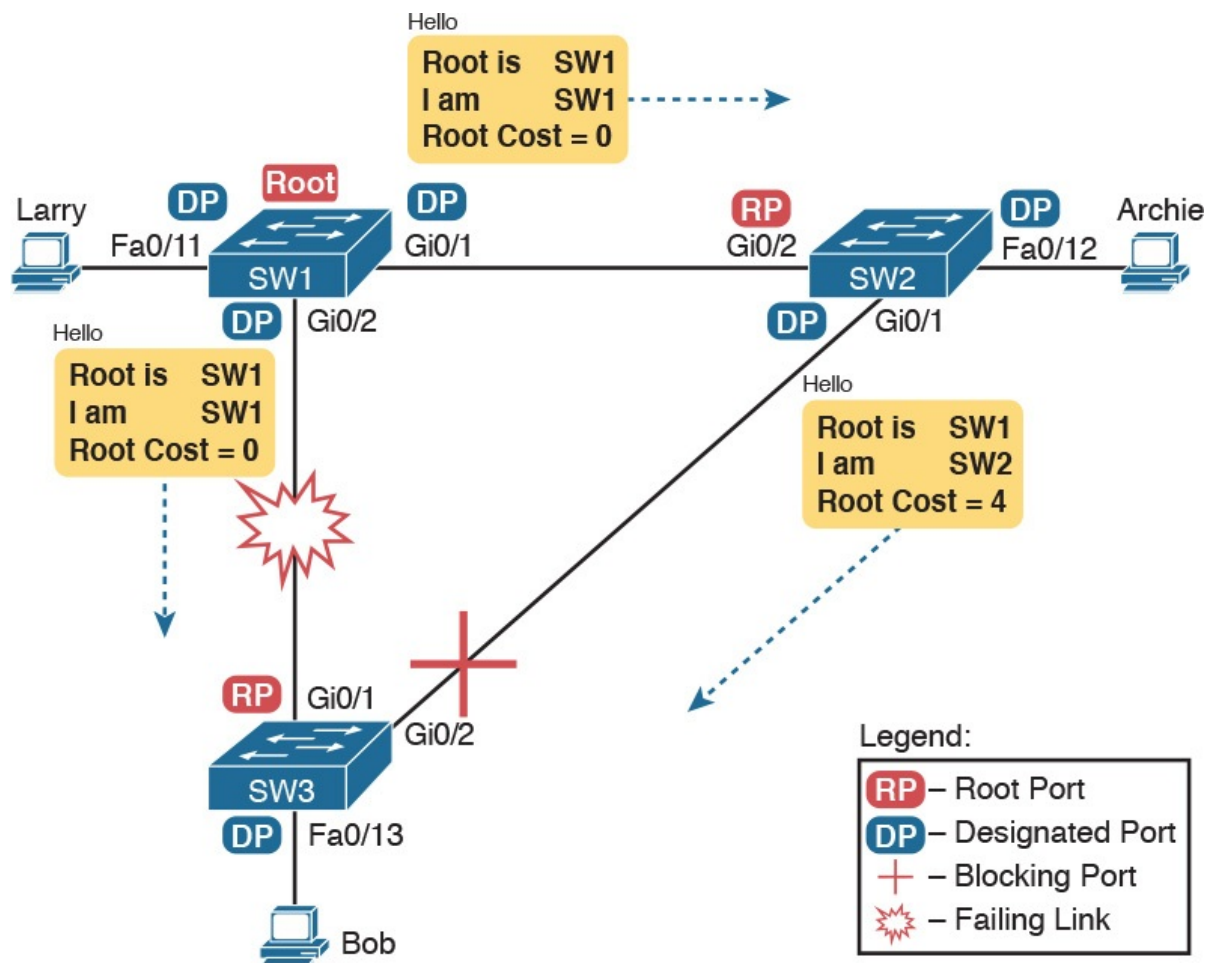 Hello
Root is SW1
I am SW1
Root Cost = 0
Root
DP
DP
RP
DP
Larry
Archie
Fa0/11
Gi0/1
Gi0/2
Fa0/12
SW1
SW2
DP
Gi0/2
DP
Gi0/1
Hello
Root is SW1
I am SW1
Root Cost = 0
Hello
Root is SW1
I am SW2
Root Cost = 4
RP
Gi0/1
Gi0/2
SW3
DP
Fa0/13
Bob
Legend:
RP – Root Port
DP – Designated Port
– Blocking Port
– Failing Link